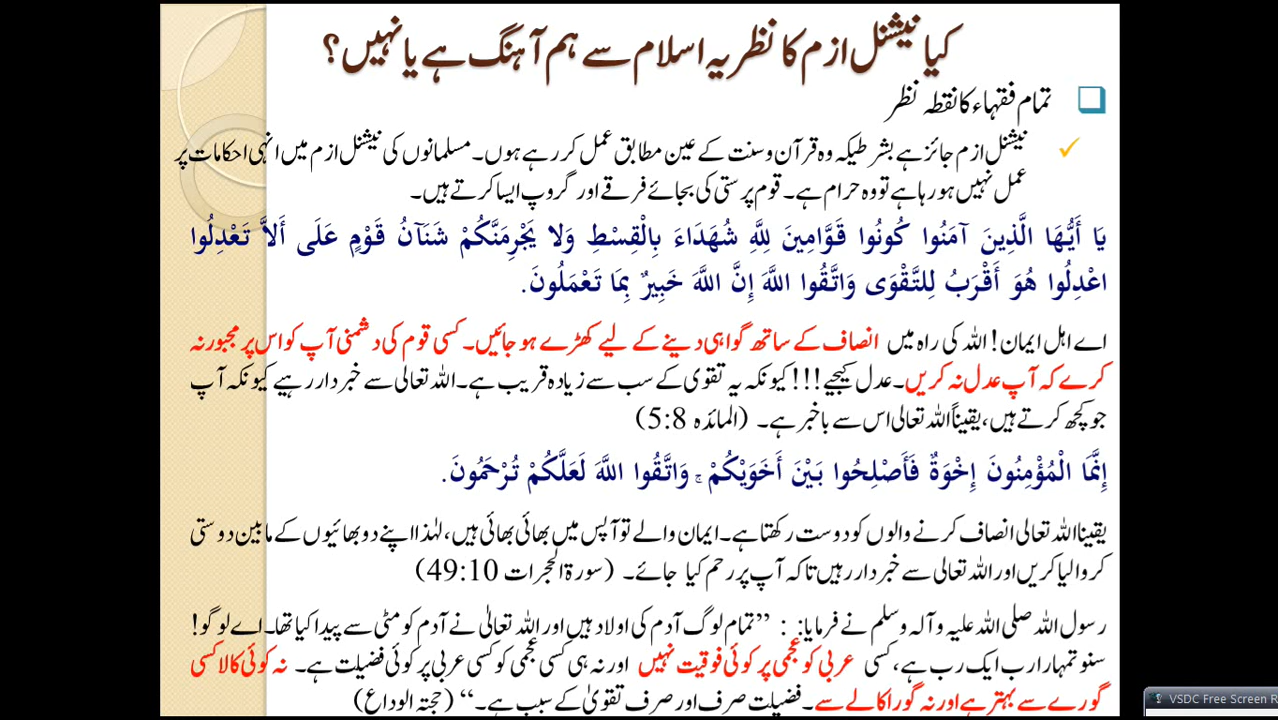 کیا نیشنل ازم کا نظریہ اسلام سے ہم آہنگ ہے یا نہیں؟
تمام فقہاء کا نقطہ نظر
نیشنل ازم جائز ہے بشرطیکہ وہ قرآن و سنت کے عین مطابق عمل کر رہے ہوں۔ مسلمانوں کی نیشنل ازم میں انہی احکامات پر
عمل نہیں ہو رہا ہے تو وہ حرام ہے۔ قوم پرستی کی بجائے فرقے اور گروپ ایسا کرتے ہیں۔
يَا أَيُّهَا الَّذِينَ آمَنُوا كُونُوا قَوَّامِينَ لِلَّهِ شُهَدَاءَ بِالْقِسْطِ وَلا يَجْرِمَنَّكُمْ شَنَآنُ قَوْمٍ عَلَى أَلاَّ تَعْدِلُوا
اعْدِلُوا هُوَ أَقْرَبُ لِلتَّقْوَى وَاتَّقُوا اللَّهَ إِنَّ اللَّهَ خَبِيرٌ بِمَا تَعْمَلُونَ.
اے اہل ایمان! اللہ کی راہ میں انصاف کے ساتھ گواہی دینے کے لیے کھڑے ہو جائیں۔ کسی قوم کی دشمنی آپ کو اس پر مجبور نہ
کرے کہ آپ عدل نہ کریں۔ عدل کیجیے!!! کیونکہ یہ تقوی کے سب سے زیادہ قریب ہے۔ اللہ تعالی سے خبردار رہیے کیونکہ آپ
جو کچھ کرتے ہیں، یقیناً اللہ تعالی اس سے باخبر ہے۔ (المائدہ 5:8)
إِنَّمَا الْمُؤْمِنُونَ إِخْوَةٌ فَأَصْلِحُوا بَيْنَ أَخَوَيْكُمْ ۚ وَاتَّقُوا اللَّهَ لَعَلَّكُمْ تُرْحَمُونَ.
یقینا اللہ تعالی انصاف کرنے والوں کو دوست رکھتا ہے۔ ایمان والے تو آپس میں بھائی بھائی ہیں، لہٰذا اپنے دو بھائیوں کے مابین دوستی
کروا لیا کریں اور اللہ تعالی سے خبردار رہیں تاکہ آپ پر رحم کیا جائے۔ (سورۃ الحجرات 49:10)
رسول اللہ صلی اللہ علیہ وآلہ وسلم نے فرمایا: : ”تمام لوگ آدم کی اولاد ہیں اور اللہ تعالیٰ نے آدم کو مٹی سے پیدا کیا تھا۔ اے لوگو!
سنو تمہارا رب ایک رب ہے، کسی عربی کو عجمی پر کوئی فوقیت نہیں اور نہ ہی کسی عجمی کو کسی عربی پر کوئی فضیلت ہے۔ نہ کوئی کالا کسی
گورے سے بہتر ہے اور نہ گورا کالے سے۔ فضیلت صرف اور صرف تقویٰ کے سبب ہے۔“ (حجتہ الوداع)
VSDC Free Screen R